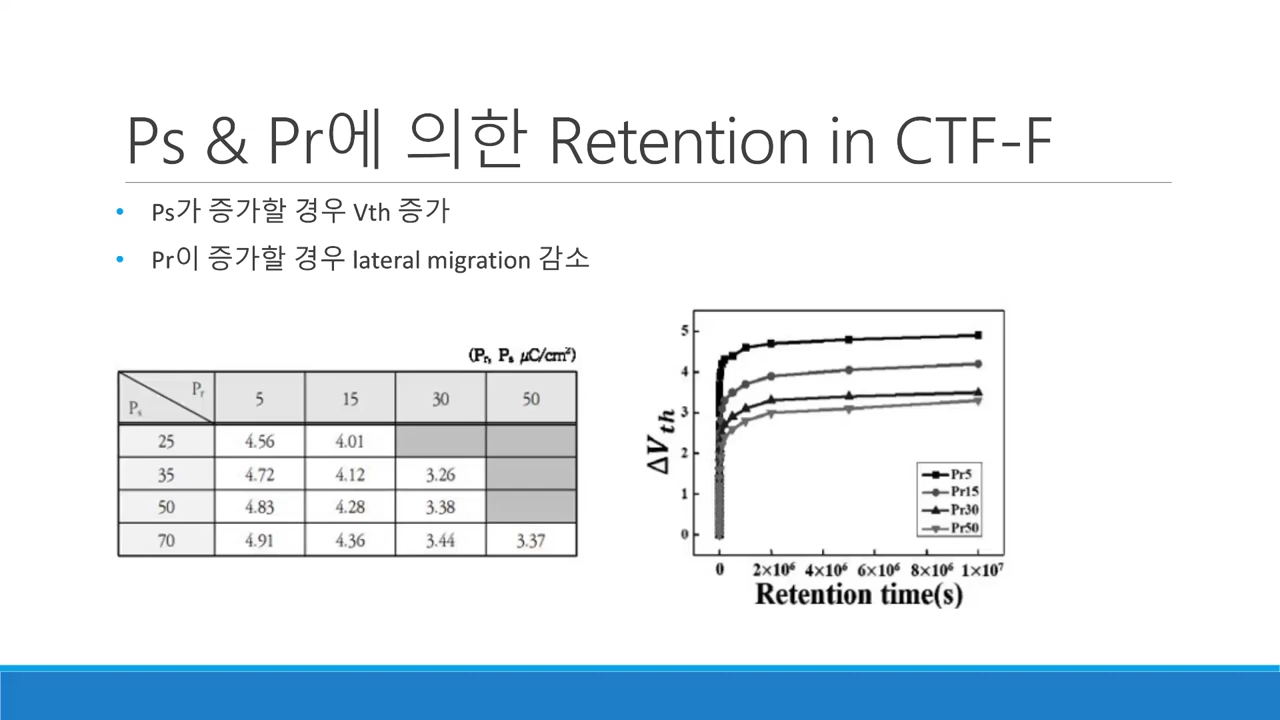 Ps & Pr에 의한 Retention in CTF-F
• Ps가 증가할 경우 Vth 증가
• Pr이 증가할 경우 lateral migration 감소
(Pr, Ps μC/cm²)
Ps Pr 5 15 30 50
25 4.56 4.01
35 4.72 4.12 3.26
50 4.83 4.28 3.38
70 4.91 4.36 3.44 3.37
ΔVth
5
4
3
2
1
0
Pr5
Pr15
Pr30
Pr50
0 2×10⁶ 4×10⁶ 6×10⁶ 8×10⁶ 1×10⁷
Retention time(s)